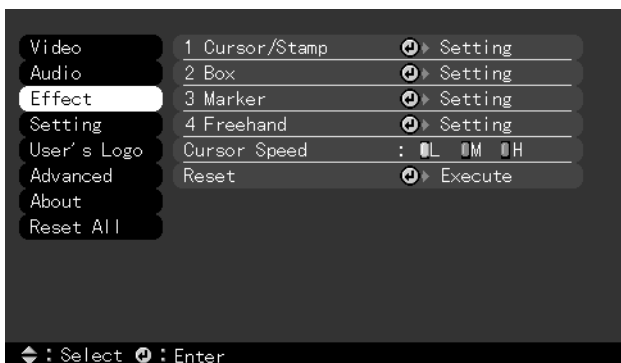 Video
Audio
Effect
Setting
User's Logo
Advanced
About
Reset All
1 Cursor/Stamp Setting
2 Box Setting
3 Marker Setting
4 Freehand Setting
Cursor Speed : L M H
Reset Execute
: Select : Enter